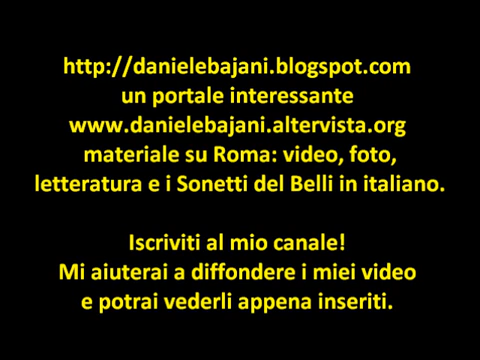 http://danielebajani.blogspot.com
un portale interessante
www.danielebajani.altervista.org
materiale su Roma: video, foto,
letteratura e i Sonetti del Belli in italiano.
Iscriviti al mio canale!
Mi aiuterai a diffondere i miei video
e potrai vederli appena inseriti.